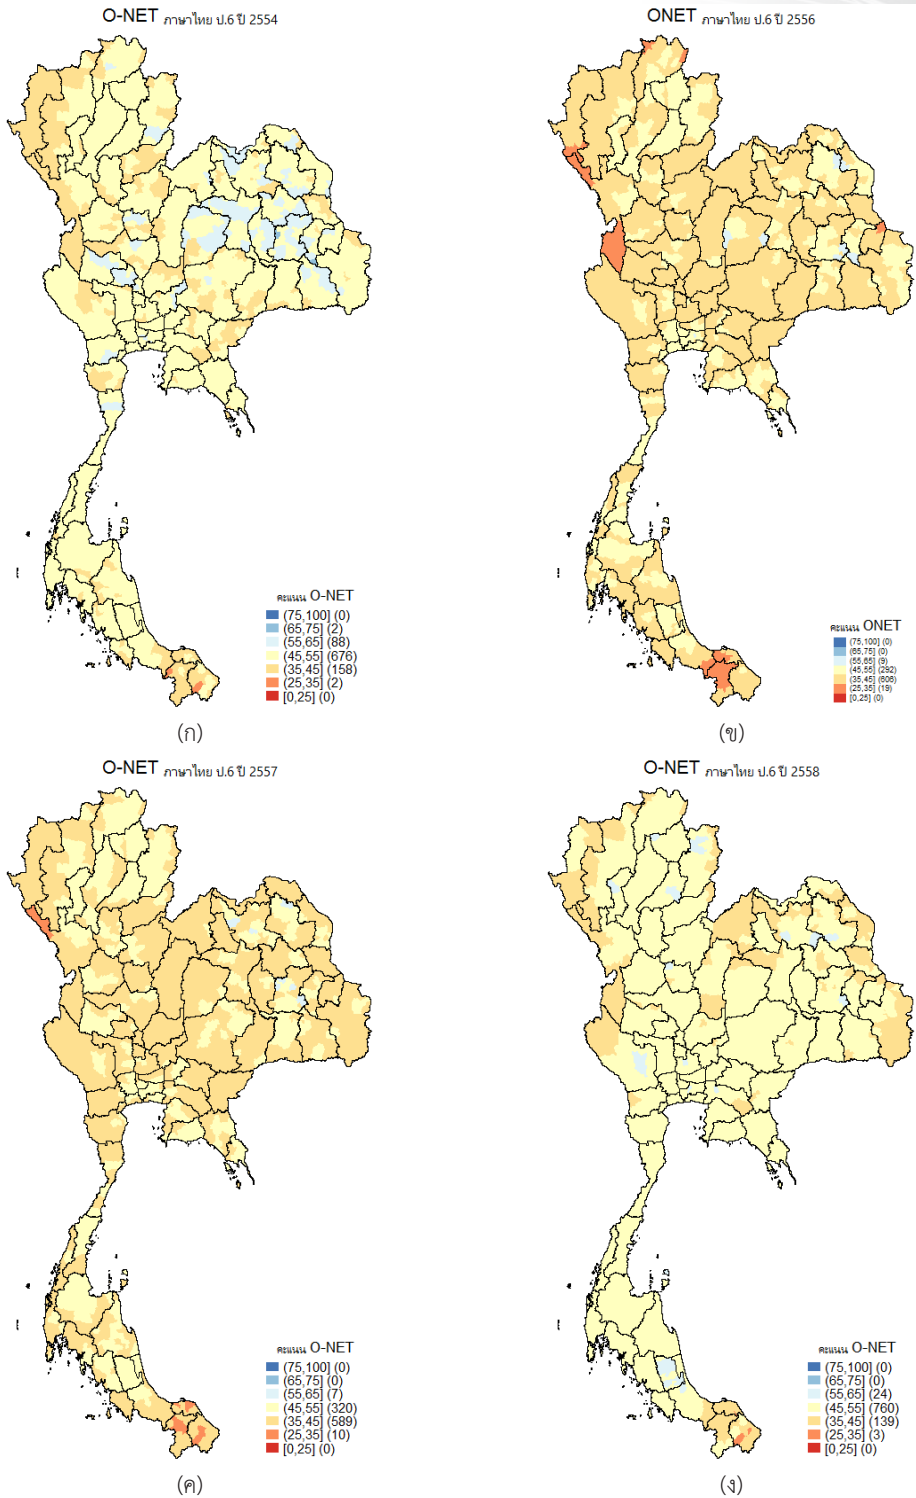 O-NET ภาษาไทย ป.6 ปี 2554
คะแนน O-NET
(75,100] (0)
(65,75] (2)
(55,65] (88)
(45,55] (676)
(35,45] (158)
(25,35] (2)
[0,25] (0)
(ก)
ONET ภาษาไทย ป.6 ปี 2556
คะแนน ONET
(75,100] (0)
(65,75] (0)
(55,65] (9)
(45,55] (292)
(35,45] (606)
(25,35] (19)
[0,25] (0)
(ข)
O-NET ภาษาไทย ป.6 ปี 2557
คะแนน O-NET
(75,100] (0)
(65,75] (0)
(55,65] (7)
(45,55] (320)
(35,45] (589)
(25,35] (10)
[0,25] (0)
(ค)
O-NET ภาษาไทย ป.6 ปี 2558
คะแนน O-NET
(75,100] (0)
(65,75] (0)
(55,65] (24)
(45,55] (760)
(35,45] (139)
(25,35] (3)
[0,25] (0)
(ง)